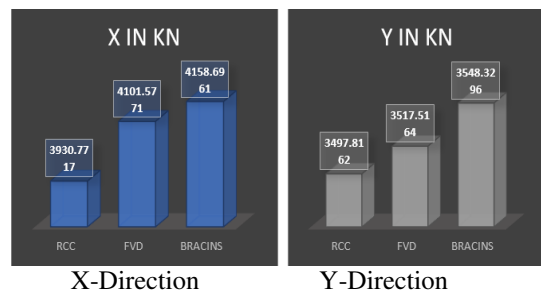 X IN KN
3930.77
17
4101.57
71
4158.69
61
RCC
FVD
BRACINS
Y IN KN
3497.81
62
3517.51
64
3548.32
96
RCC
FVD
BRACINS
X-Direction
Y-Direction